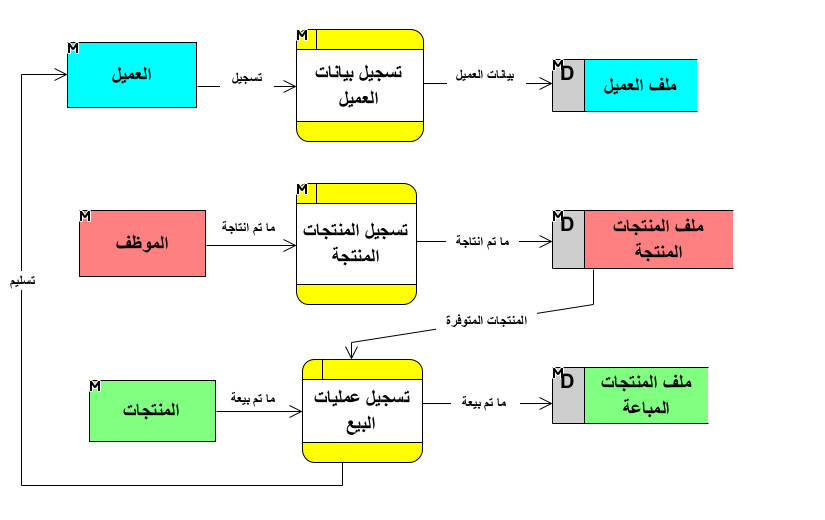 M
العميل
تسجيل
M
تسجيل بيانات
العميل
بيانات العميل
M
D
ملف العميل
M
الموظف
ما تم انتاجة
M
تسجيل المنتجات
المنتجة
ما تم انتاجة
M
D
ملف المنتجات
المنتجة
تسليم
المنتجات المتوفرة
M
المنتجات
ما تم بيعة
تسجيل عمليات
البيع
ما تم بيعة
M
D
ملف المنتجات
المباعة